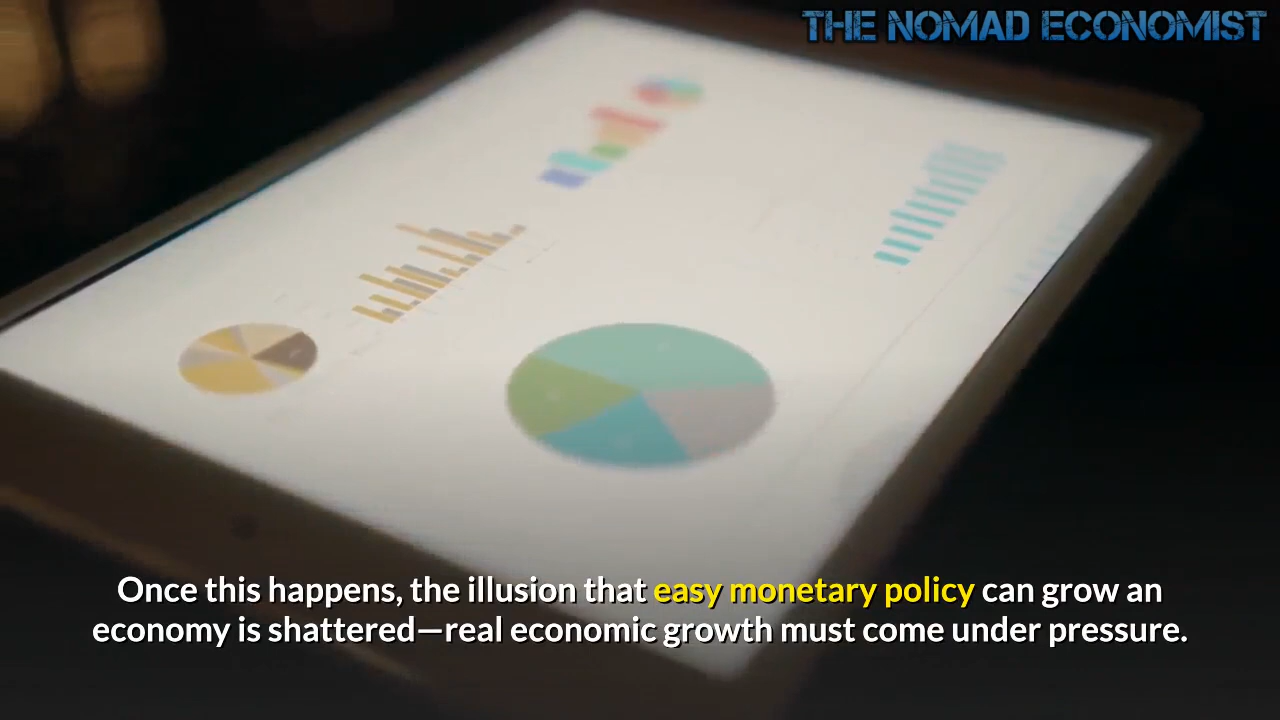 THE NOMAD ECONOMIST
Once this happens, the illusion that easy monetary policy can grow an
economy is shattered—real economic growth must come under pressure.